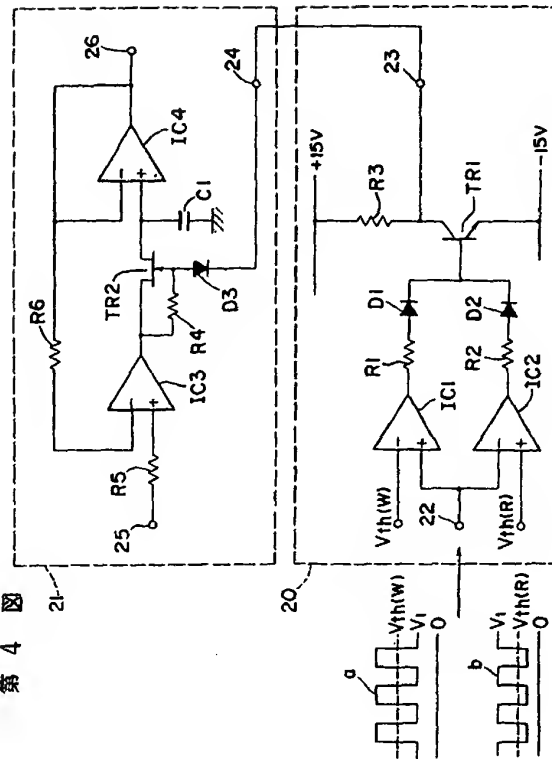 第 4 図
21
R6
26
IC4
24
C1
TR2
D3
R4
IC3
R5
25
20
+15V
R3
23
TR1
-15V
D1
D2
R1
R2
IC1
IC2
Vth(W)
22
Vth(R)
a
Vth(W)
V1
0
b
V1
Vth(R)
0